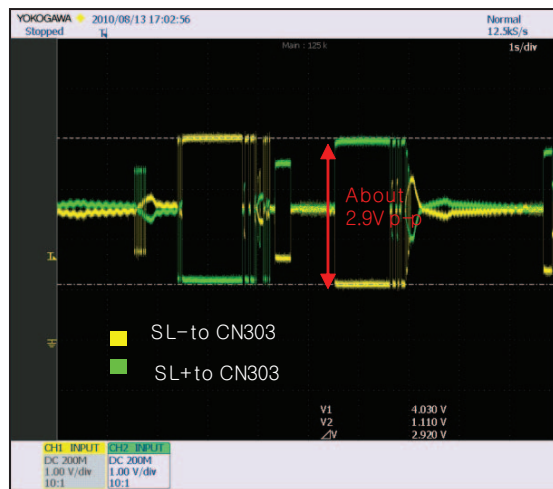 YOKOGAWA 2010/08/13 17:02:56
Normal
Stopped
12.5kS/s
Main : 125 k
1s/div
About
2.9V p-p
SL-to CN303
SL+to CN303
V1 4.030 V
V2 1.110 V
⊿V 2.920 V
CH1 INPUT
DC 200M
1.00 V/div
10:1
CH2 INPUT
DC 200M
1.00 V/div
10:1